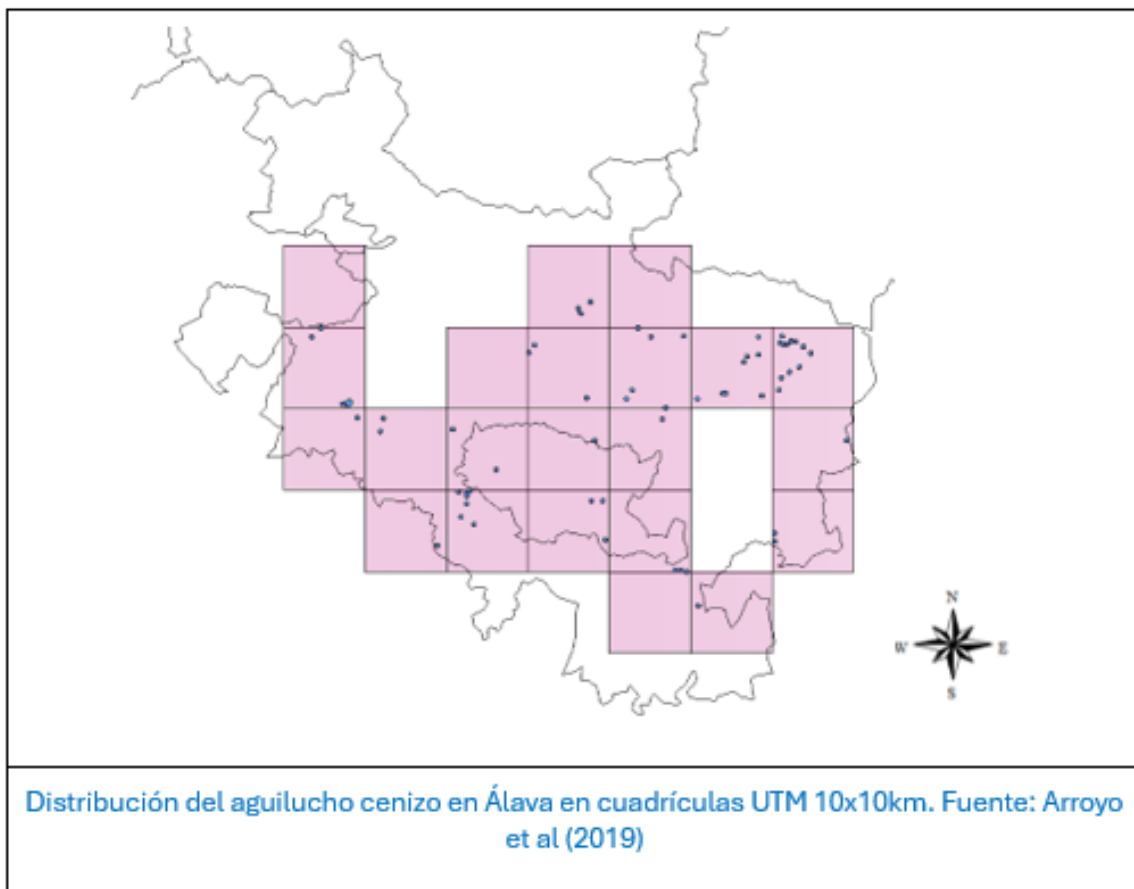 N
W E
S
Distribución del aguilucho cenizo en Álava en cuadrículas UTM 10x10km. Fuente: Arroyo
et al (2019)